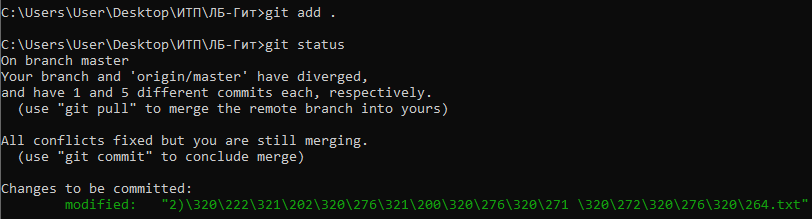 C:\Users\User\Desktop\ИТП\ЛБ-Гит>git add .
C:\Users\User\Desktop\ИТП\ЛБ-Гит>git status
On branch master
Your branch and 'origin/master' have diverged,
and have 1 and 5 different commits each, respectively.
(use "git pull" to merge the remote branch into yours)
All conflicts fixed but you are still merging.
(use "git commit" to conclude merge)
Changes to be committed:
modified:   "2)\320\222\321\202\320\276\321\200\320\276\320\271 \320\272\320\276\320\264.txt"